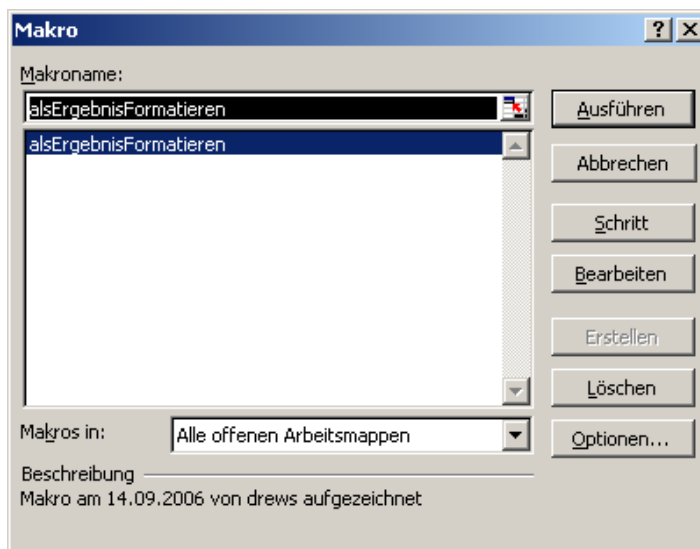 Makro
Makroname:
alsErgebnisFormatieren
alsErgebnisFormatieren
Ausführen
Abbrechen
Schritt
Bearbeiten
Erstellen
Löschen
Makros in:
Alle offenen Arbeitsmappen
Optionen...
Beschreibung
Makro am 14.09.2006 von drews aufgezeichnet